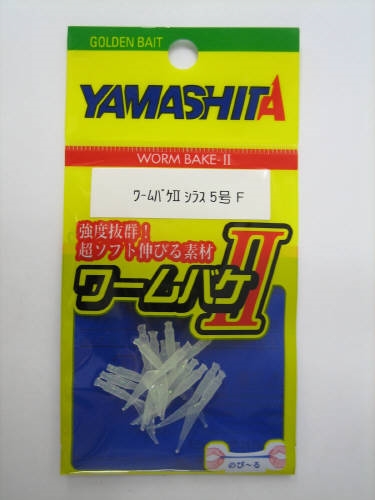 GOLDEN BAIT
YAMASHITA
WORM BAKE-II
ﾜｰﾑﾊﾞｹⅡ ｼﾗｽ 5号 F
強度抜群!
超ソフト伸びる素材
ワームバケⅡ
のび〜る